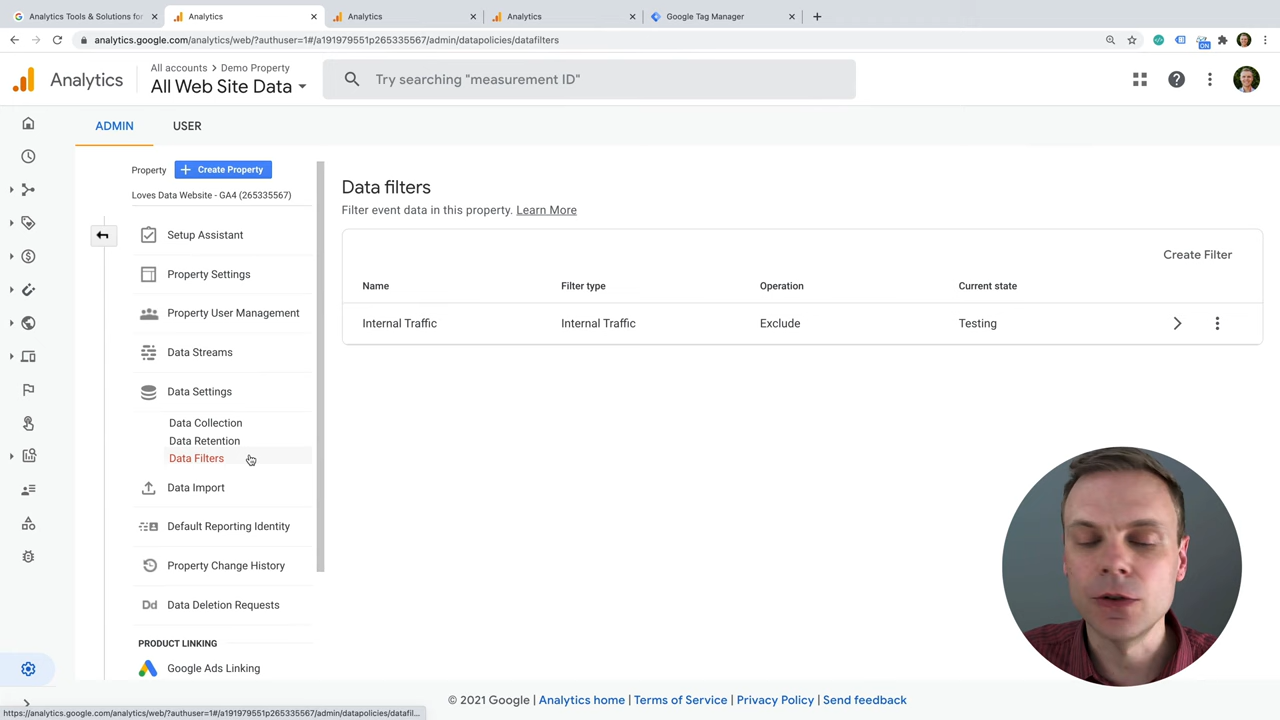 Analytics Tools & Solutions for
Analytics
Analytics
Analytics
Google Tag Manager
analytics.google.com/analytics/web/?authuser=1#/a191979551p265335567/admin/datapolicies/datafilters
ON
Analytics
All accounts > Demo Property
All Web Site Data
Try searching "measurement ID"
ADMIN
USER
Property
Create Property
Loves Data Website - GA4 (265335567)
Setup Assistant
Property Settings
Property User Management
Data Streams
Data Settings
Data Collection
Data Retention
Data Filters
Data Import
Default Reporting Identity
Property Change History
Dd Data Deletion Requests
PRODUCT LINKING
Google Ads Linking
Data filters
Filter event data in this property. Learn More
Create Filter
Name Filter type Operation Current state
Internal Traffic Internal Traffic Exclude Testing
© 2021 Google | Analytics home | Terms of Service | Privacy Policy | Send feedback
https://analytics.google.com/analytics/web/?authuser=1#/a191979551p265335567/admin/datapolicies/datafil...